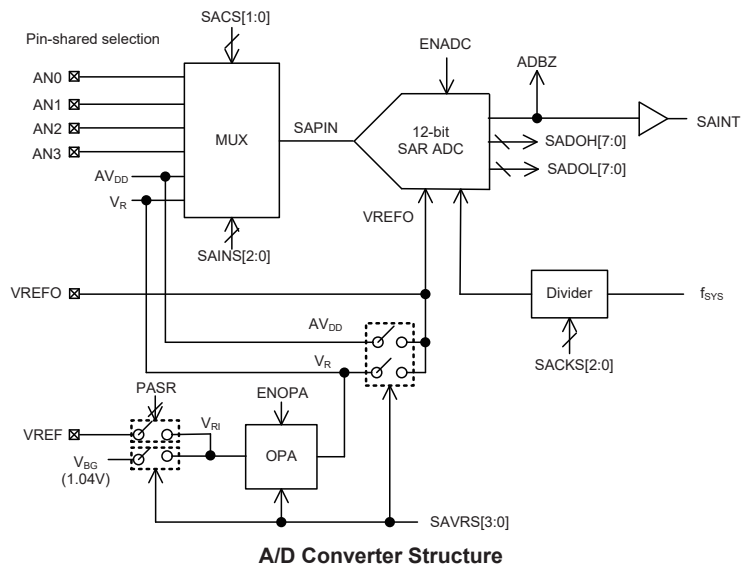 SACS[1:0]
Pin-shared selection
ENADC
ADBZ
AN0
AN1
AN2
AN3
MUX
SAPIN
12-bit
SAR ADC
SAINT
SADOH[7:0]
SADOL[7:0]
AVDD
VR
VREFO
SAINS[2:0]
VREFO
Divider
fSYS
AVDD
VR
SACKS[2:0]
PASR
ENOPA
VREF
VRI
OPA
VBG
(1.04V)
SAVRS[3:0]
A/D Converter Structure